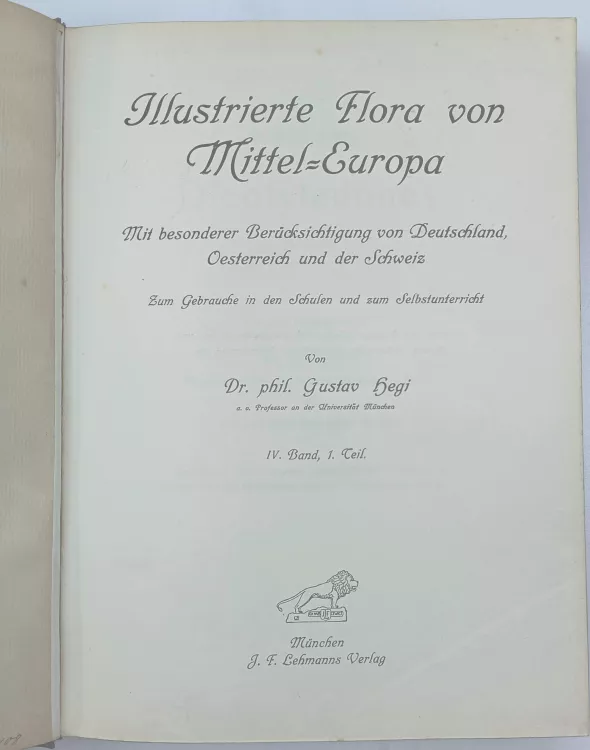 Illustrierte Flora von
Mittel=Europa
Mit besonderer Berücksichtigung von Deutschland,
Oesterreich und der Schweiz
Zum Gebrauche in den Schulen und zum Selbstunterricht
Von
Dr. phil. Gustav Hegi
a. o. Professor an der Universität München
IV. Band, 1. Teil.
München
J. F. Lehmanns Verlag